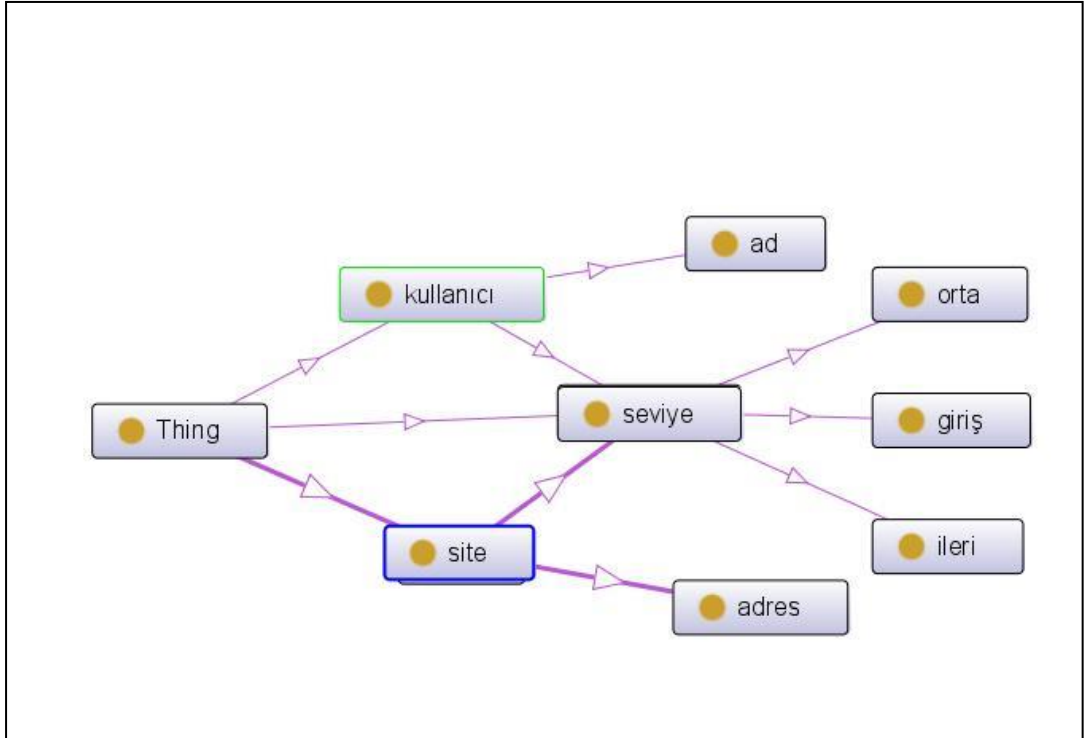 ad
kullanıcı
orta
Thing
seviye
giriş
site
ileri
adres